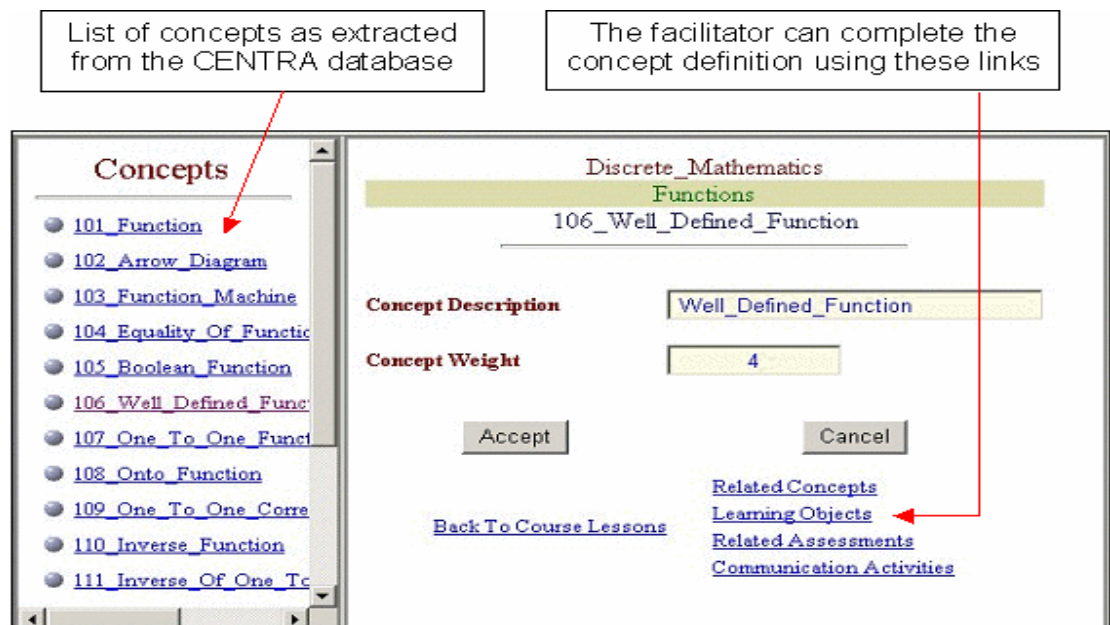 List of concepts as extracted
from the CENTRA database
The facilitator can complete the
concept definition using these links
Concepts
101_Function
102_Arrow_Diagram
103_Function_Machine
104_Equality_Of_Functio
105_Boolean_Function
106_Well_Defined_Func
107_One_To_One_Funct
108_Onto_Function
109_One_To_One_Corre
110_Inverse_Function
111_Inverse_Of_One_To
Discrete_Mathematics
Functions
106_Well_Defined_Function
Concept Description Well_Defined_Function
Concept Weight 4
Accept Cancel
Related Concepts
Learning Objects
Back To Course Lessons
Related Assessments
Communication Activities